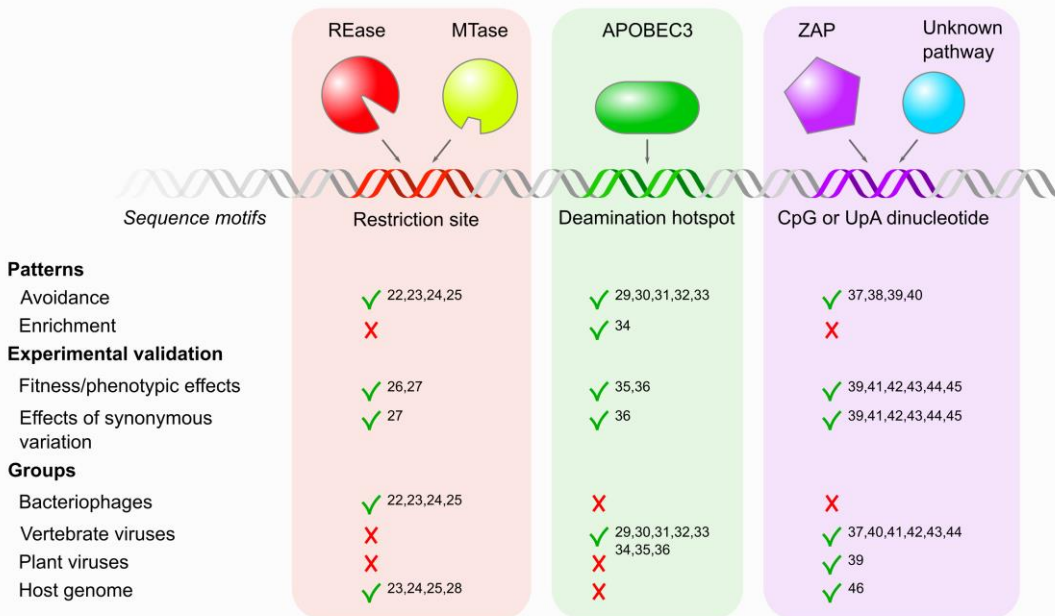 REase MTase APOBEC3 ZAP Unknown pathway
Sequence motifs Restriction site Deamination hotspot CpG or UpA dinucleotide
Patterns
Avoidance 22,23,24,25 29,30,31,32,33 37,38,39,40
Enrichment 34
Experimental validation
Fitness/phenotypic effects 26,27 35,36 39,41,42,43,44,45
Effects of synonymous 27 36 39,41,42,43,44,45
variation
Groups
Bacteriophages 22,23,24,25
Vertebrate viruses 29,30,31,32,33 37,40,41,42,43,44
34,35,36
Plant viruses 39
Host genome 23,24,25,28 46